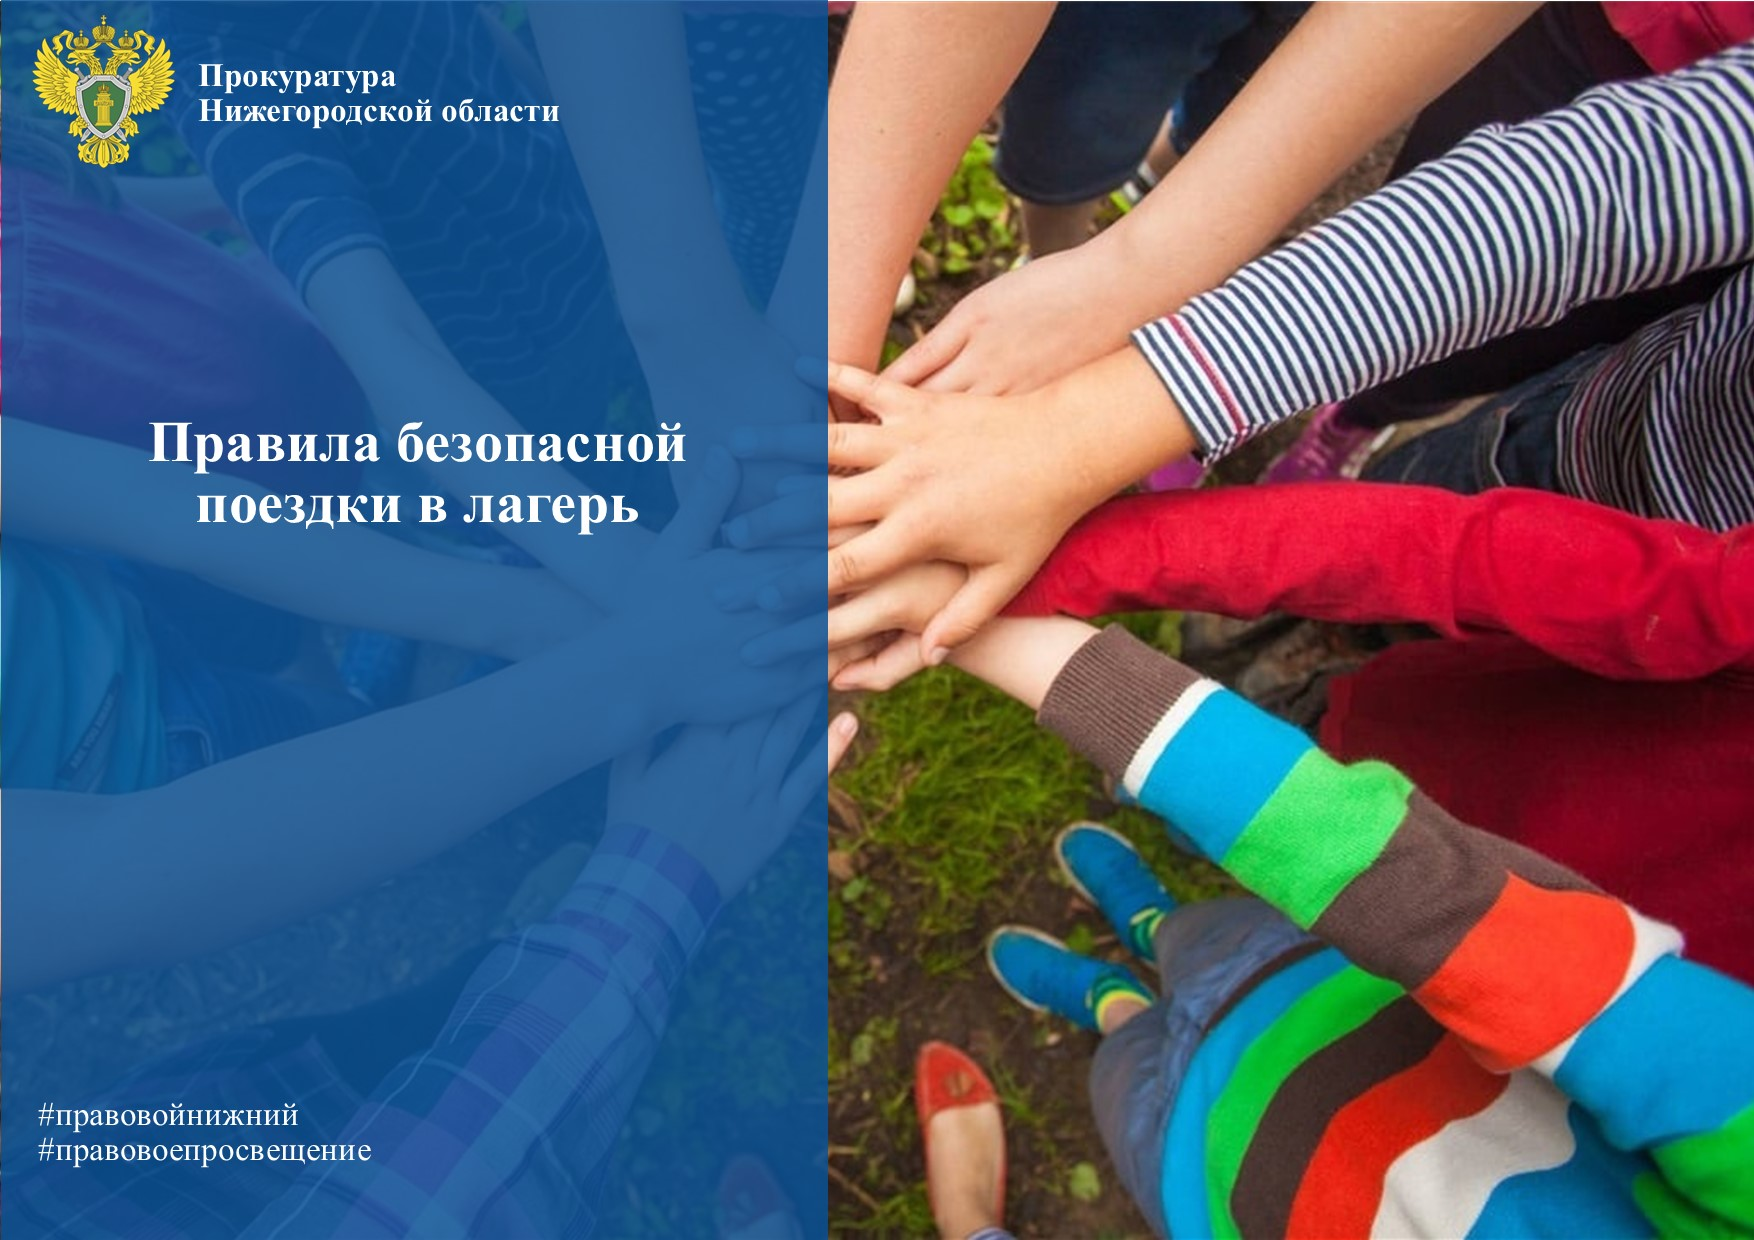 Прокуратура
Нижегородской области
Правила безопасной
поездки в лагерь
#правовойнижний
#правовоепросвещение